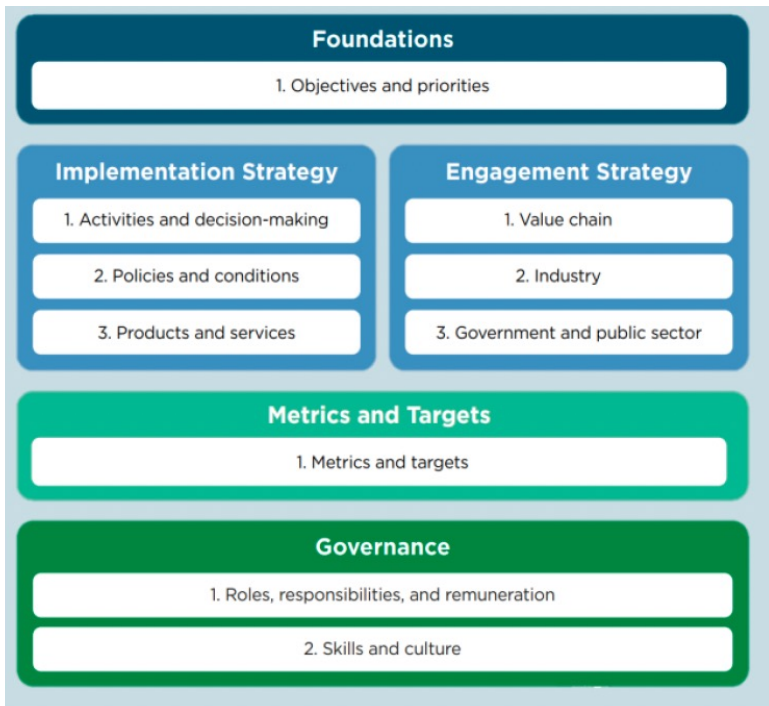 Foundations
1. Objectives and priorities
Implementation Strategy
1. Activities and decision-making
2. Policies and conditions
3. Products and services
Engagement Strategy
1. Value chain
2. Industry
3. Government and public sector
Metrics and Targets
1. Metrics and targets
Governance
1. Roles, responsibilities, and remuneration
2. Skills and culture